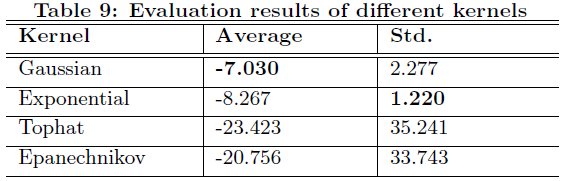 Table 9: Evaluation results of different kernels
Kernel Average Std.
Gaussian -7.030 2.277
Exponential -8.267 1.220
Tophat -23.423 35.241
Epanechnikov -20.756 33.743